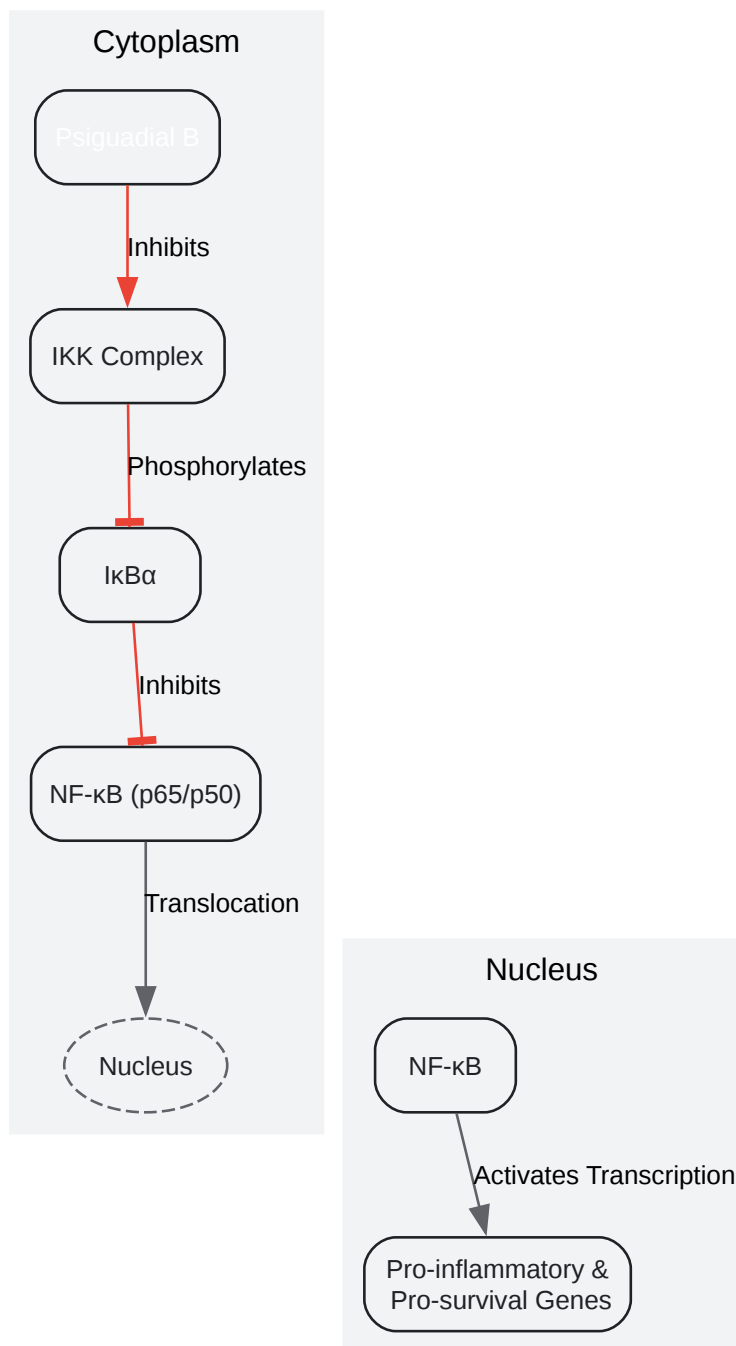 Cytoplasm
Psiguadial B
Inhibits
IKK Complex
Phosphorylates
IκBα
Inhibits
NF-κB (p65/p50)
Translocation
Nucleus
Nucleus
NF-κB
Activates Transcription
Pro-inflammatory &
Pro-survival Genes